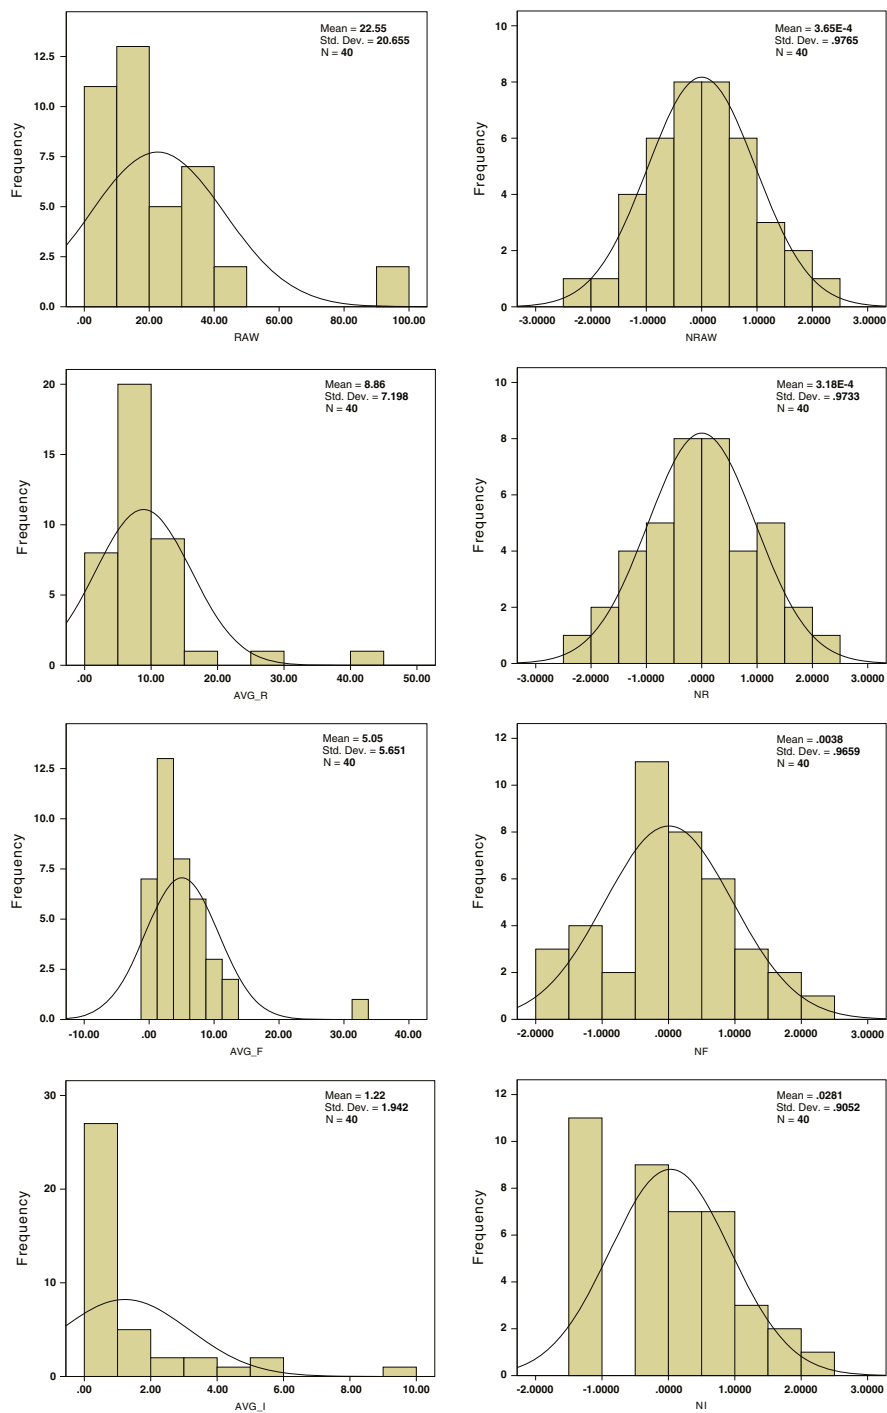 Mean = 22.55
Std. Dev. = 20.655
N = 40
12.5
10.0
7.5
5.0
2.5
0.0
Frequency
.00
20.00
40.00
60.00
80.00
100.00
RAW
Mean = 3.65E-4
Std. Dev. = .9765
N = 40
10
8
6
4
2
0
Frequency
-3.0000
-2.0000
-1.0000
.0000
1.0000
2.0000
3.0000
NRAW
Mean = 8.86
Std. Dev. = 7.198
N = 40
20
15
10
5
0
Frequency
.00
10.00
20.00
30.00
40.00
50.00
AVG_R
Mean = 3.18E-4
Std. Dev. = .9733
N = 40
10
8
6
4
2
0
Frequency
-3.0000
-2.0000
-1.0000
.0000
1.0000
2.0000
3.0000
NR
Mean = 5.05
Std. Dev. = 5.651
N = 40
12.5
10.0
7.5
5.0
2.5
0.0
Frequency
-10.00
.00
10.00
20.00
30.00
40.00
AVG_F
Mean = .0038
Std. Dev. = .9659
N = 40
12
10
8
6
4
2
0
Frequency
-2.0000
-1.0000
.0000
1.0000
2.0000
3.0000
NF
Mean = 1.22
Std. Dev. = 1.942
N = 40
30
20
10
0
Frequency
.00
2.00
4.00
6.00
8.00
10.00
AVG_I
Mean = .0281
Std. Dev. = .9052
N = 40
12
10
8
6
4
2
0
Frequency
-2.0000
-1.0000
.0000
1.0000
2.0000
3.0000
NI